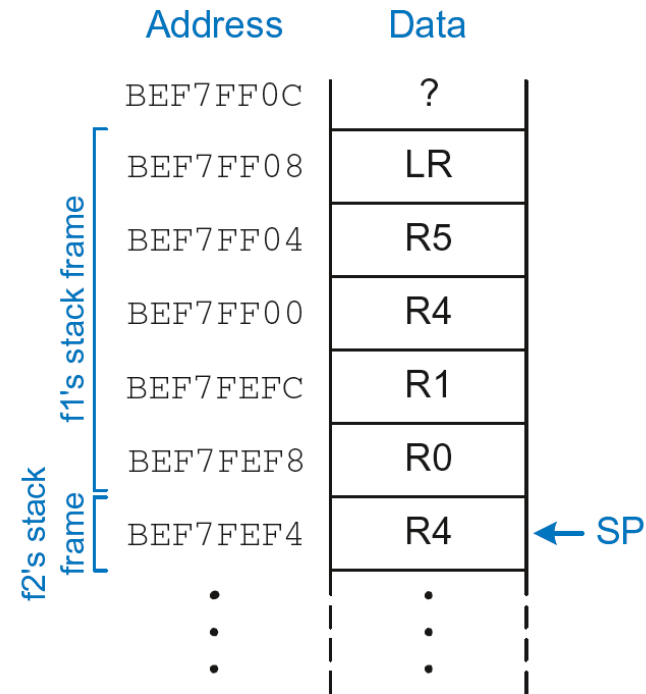 Address Data
BEF7FF0C ?
BEF7FF08 LR
BEF7FF04 R5
BEF7FF00 R4
BEF7FEFC R1
BEF7FEF8 R0
BEF7FEF4 R4 SP
f1's stack frame
f2's stack
frame